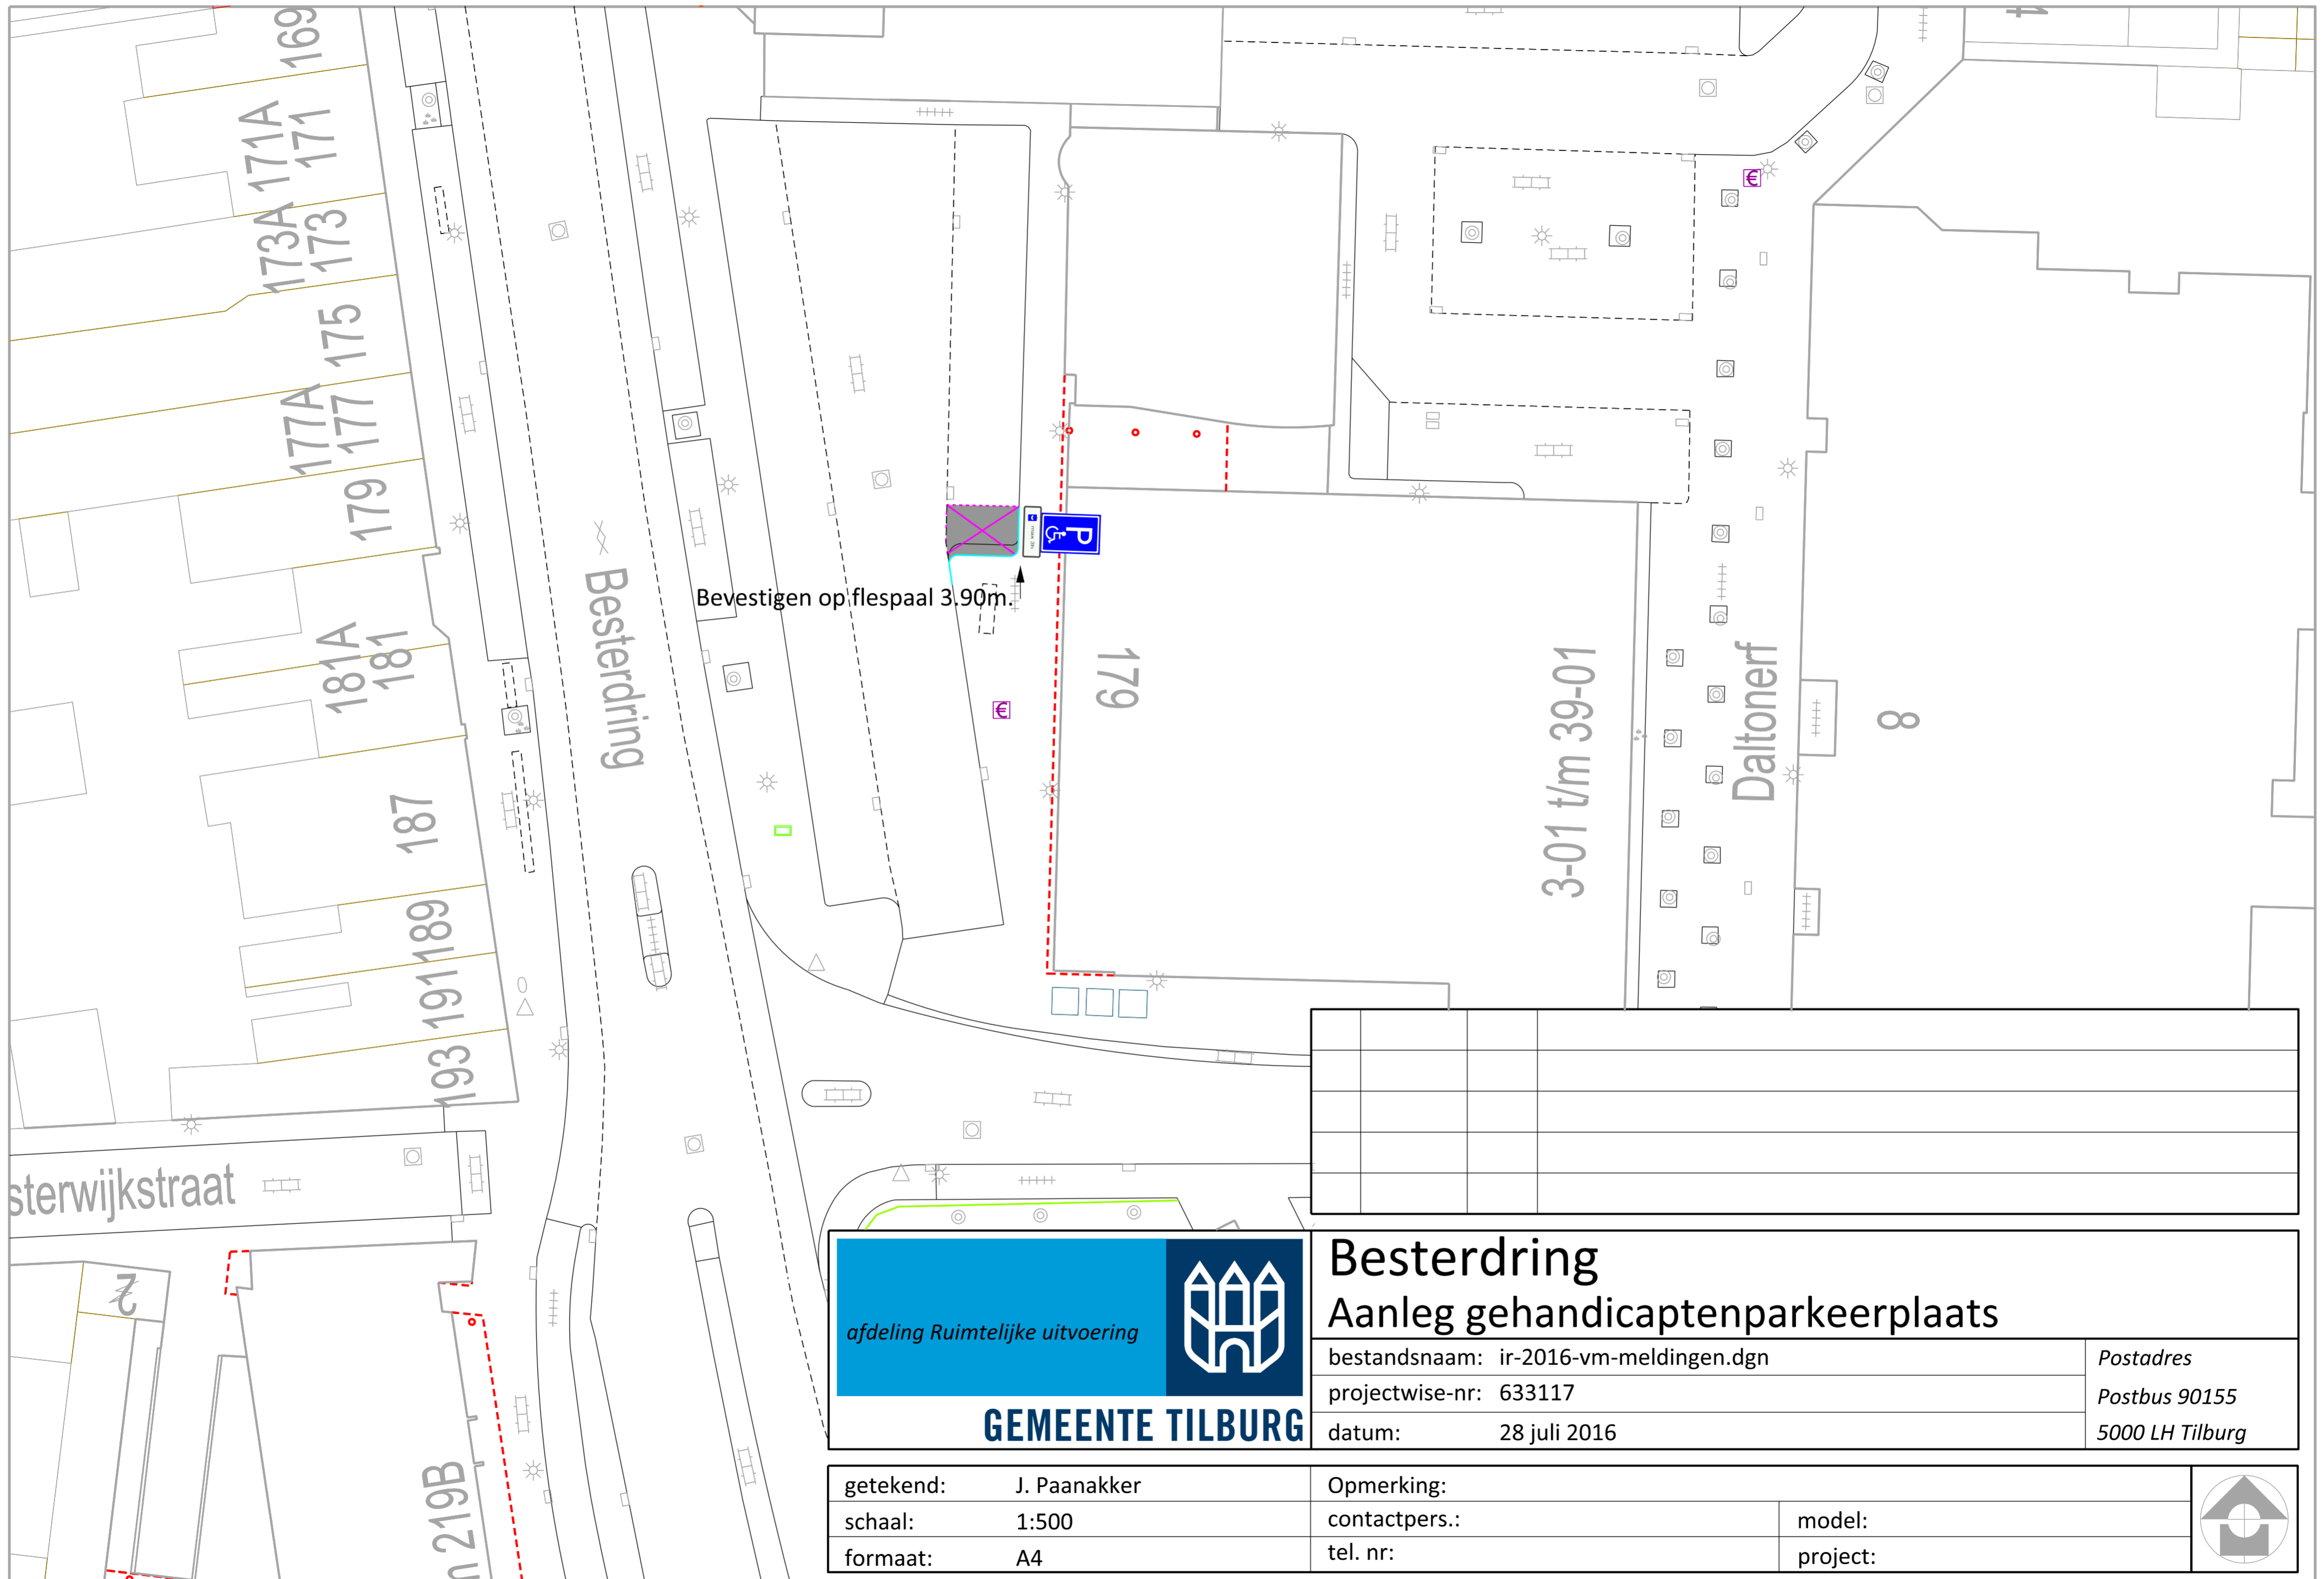 169
171A
171
173A
173
175
177A
177
179
181A
181
187
189
191
193
Besterdring
€
Bevestigen op flespaal 3.90m.
P
€
179
3-01 t/m 39-01
Daltonerf
8
sterwijkstraat
2
219B
afdeling Ruimtelijke uitvoering
GEMEENTE TILBURG
Besterdring
Aanleg gehandicaptenparkeerplaats
bestandsnaam: ir-2016-vm-meldingen.dgn
projectwise-nr: 633117
datum: 28 juli 2016
Postadres
Postbus 90155
5000 LH Tilburg
getekend: J. Paanakker
schaal: 1:500
formaat: A4
Opmerking:
contactpers.:
tel. nr:
model:
project: